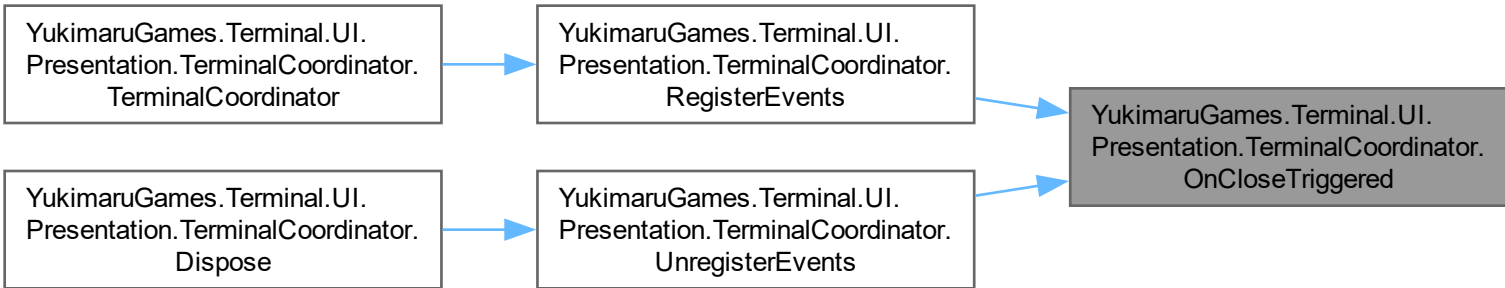 YukimaruGames.Terminal.UI.
Presentation.TerminalCoordinator.
TerminalCoordinator
YukimaruGames.Terminal.UI.
Presentation.TerminalCoordinator.
RegisterEvents
YukimaruGames.Terminal.UI.
Presentation.TerminalCoordinator.
OnCloseTriggered
YukimaruGames.Terminal.UI.
Presentation.TerminalCoordinator.
Dispose
YukimaruGames.Terminal.UI.
Presentation.TerminalCoordinator.
UnregisterEvents